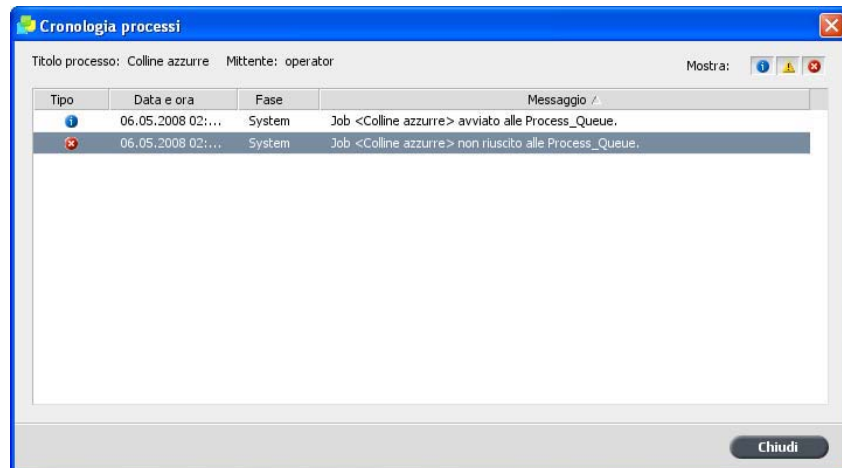 Cronologia processi
Titolo processo: Colline azzurre Mittente: operator Mostra:
Tipo Data e ora Fase Messaggio
06.05.2008 02:... System Job <Colline azzurre> avviato alle Process_Queue.
06.05.2008 02:... System Job <Colline azzurre> non riuscito alle Process_Queue.
Chiudi